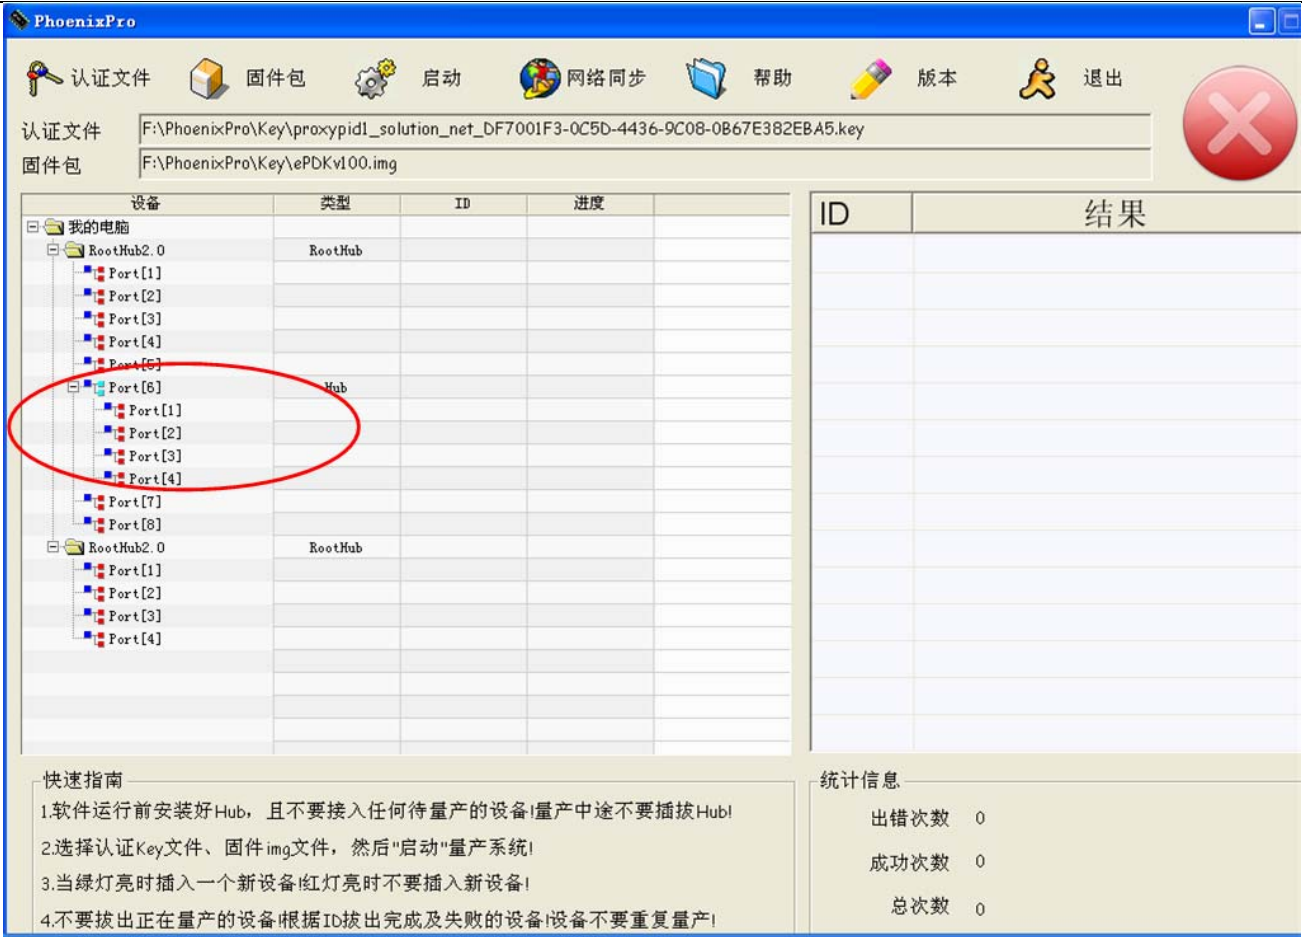 PhoenixPro
认证文件 固件包 启动 网络同步 帮助 版本 退出
认证文件 F:\PhoenixPro\Key\proxypid1_solution_net_DF7001F3-0C5D-4436-9C08-0B67E382EBA5.key
固件包 F:\PhoenixPro\Key\ePDKv100.img
设备 类型 ID 进度
我的电脑
RootHub2.0 RootHub
Port[1]
Port[2]
Port[3]
Port[4]
Port[5]
Port[6] Hub
Port[1]
Port[2]
Port[3]
Port[4]
Port[7]
Port[8]
RootHub2.0 RootHub
Port[1]
Port[2]
Port[3]
Port[4]
ID 结果
快速指南
1.软件运行前安装好Hub，且不要接入任何待量产的设备!量产中途不要插拔Hub!
2.选择认证Key文件、固件img文件，然后"启动"量产系统!
3.当绿灯亮时插入一个新设备!红灯亮时不要插入新设备!
4.不要拔出正在量产的设备!根据ID拔出完成及失败的设备!设备不要重复量产!
统计信息
出错次数 0
成功次数 0
总次数 0